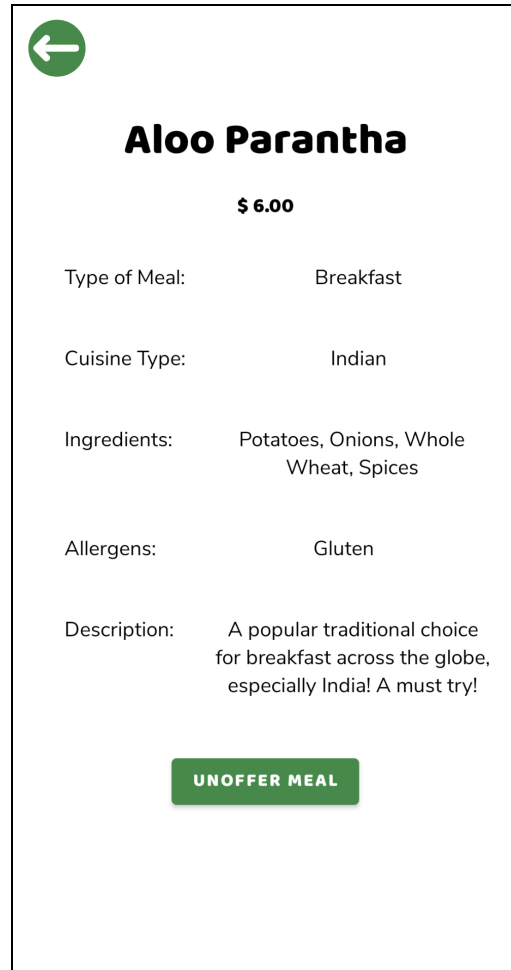 Aloo Parantha
$ 6.00
Type of Meal: Breakfast
Cuisine Type: Indian
Ingredients: Potatoes, Onions, Whole
Wheat, Spices
Allergens: Gluten
Description: A popular traditional choice
for breakfast across the globe,
especially India! A must try!
UNOFFER MEAL